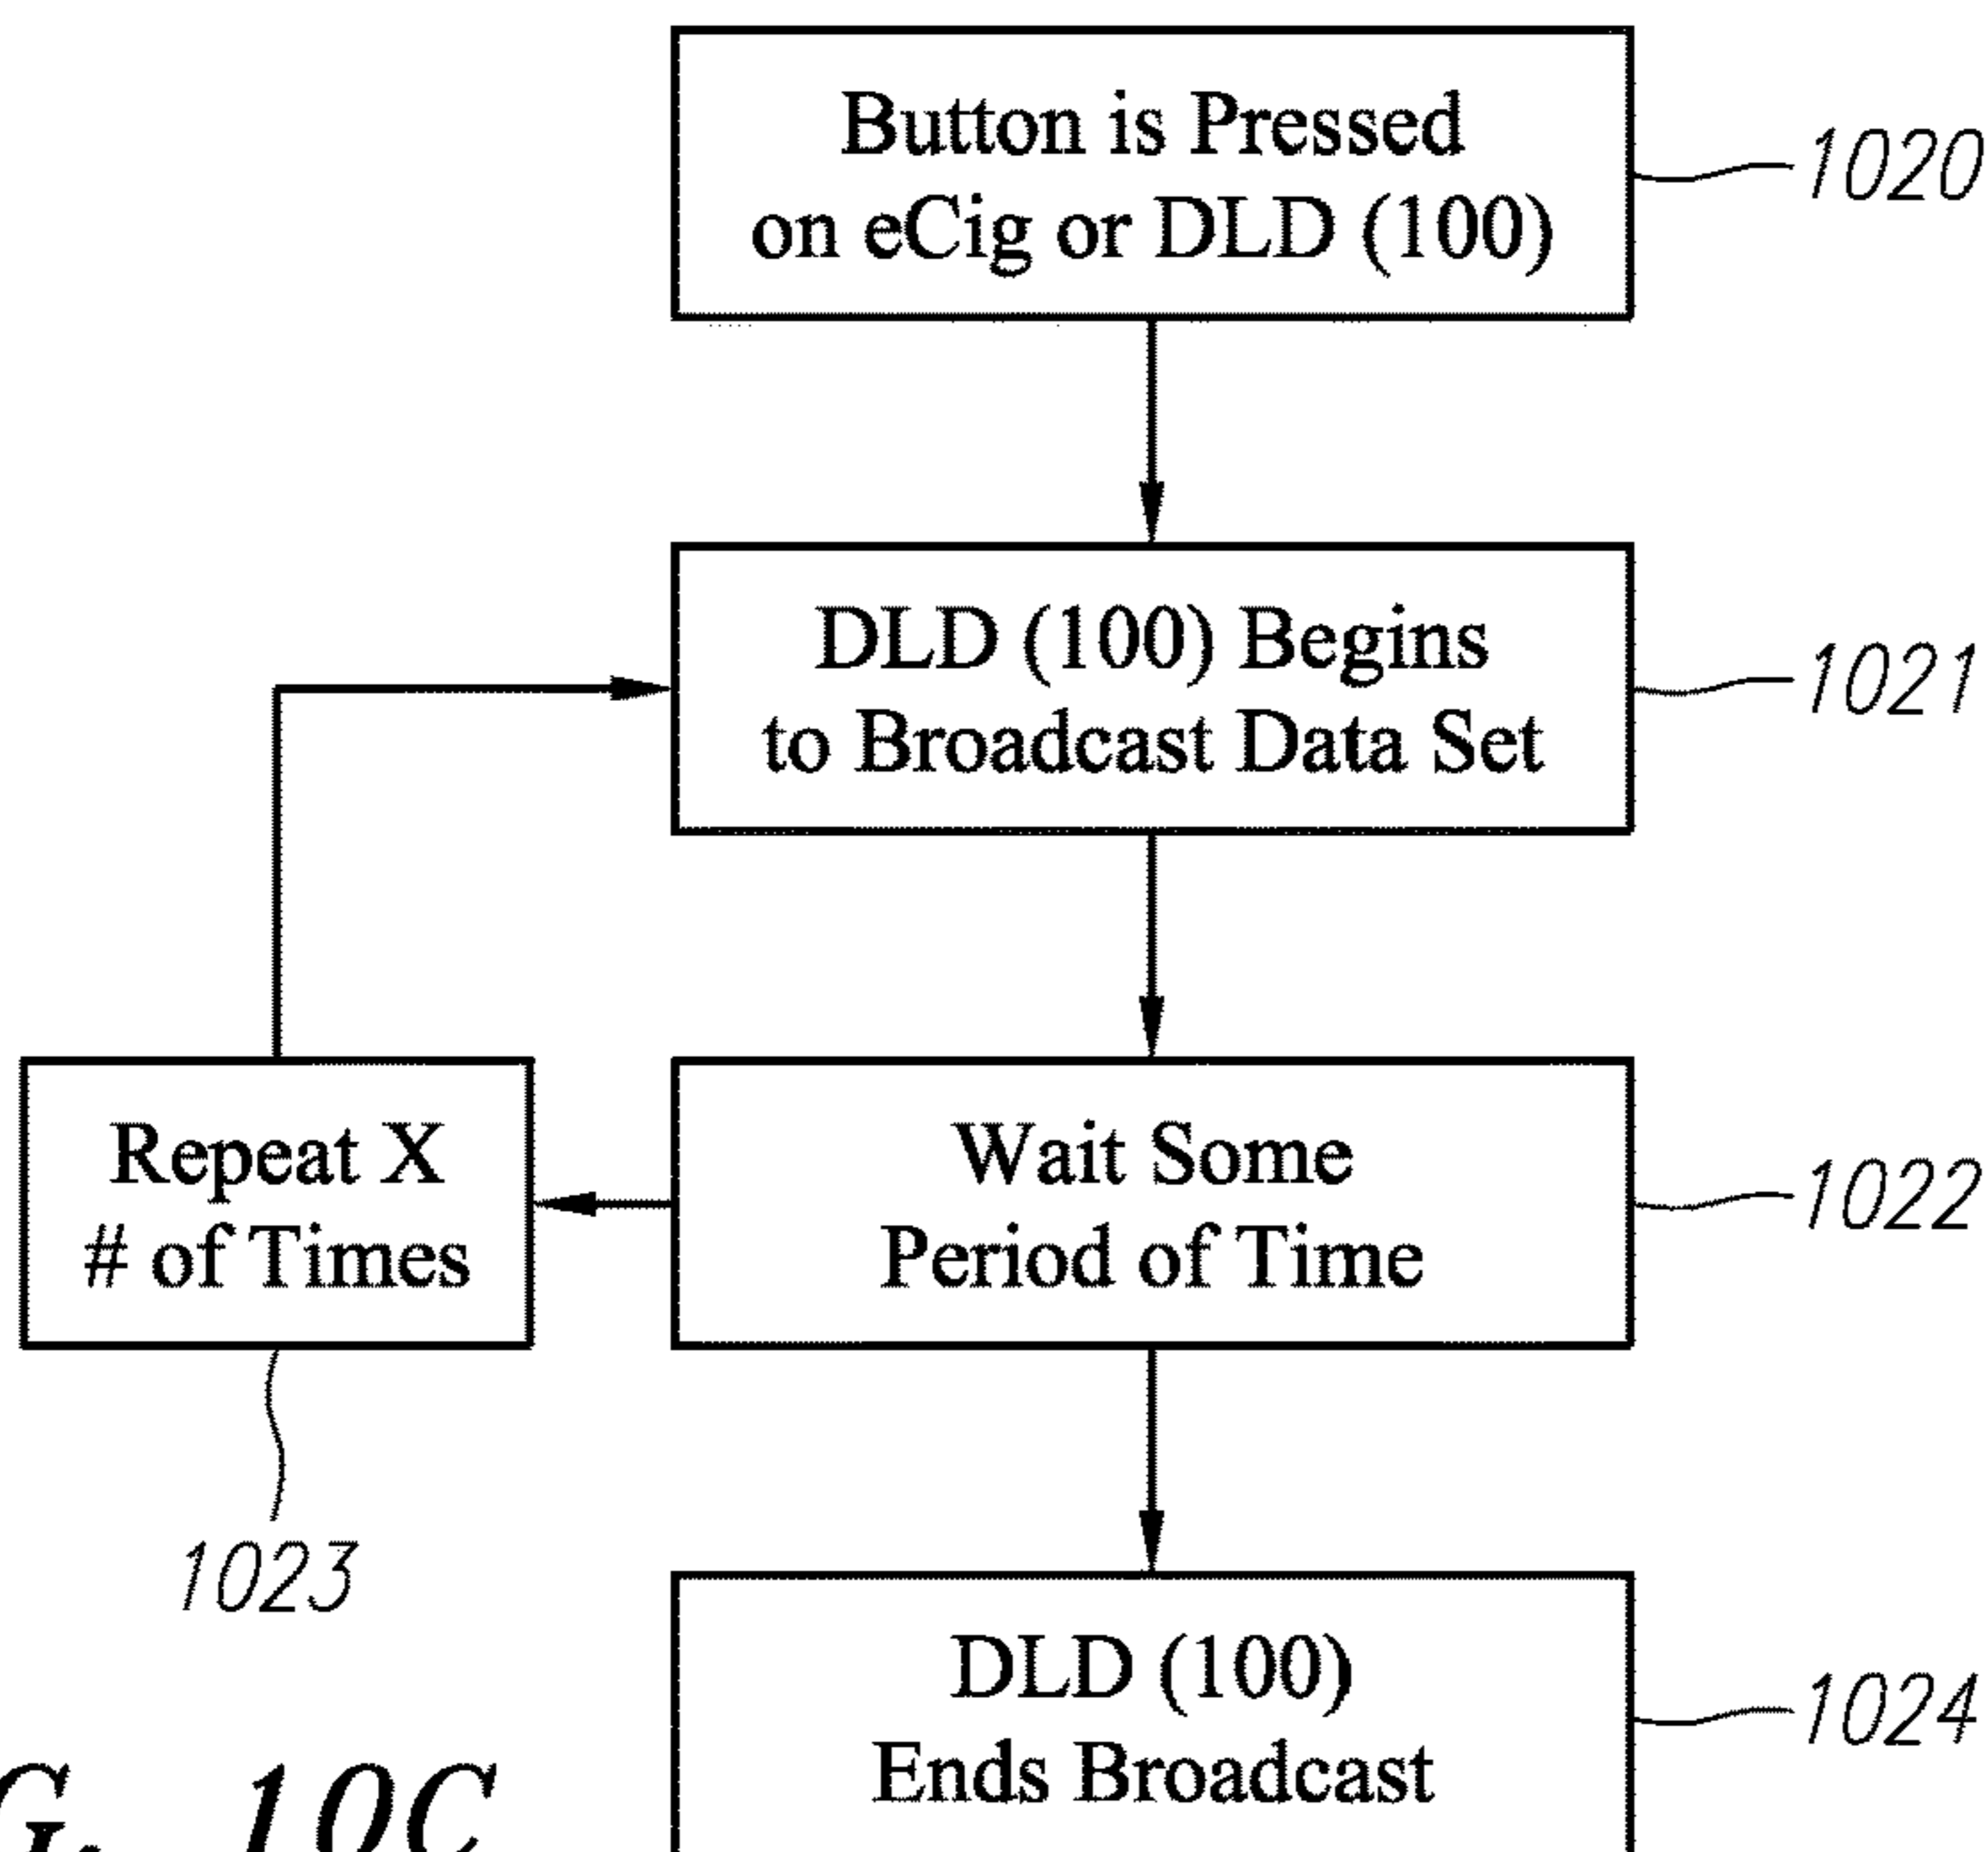 Button is Pressed
on eCig or DLD (100)
1020
DLD (100) Begins
to Broadcast Data Set
1021
Repeat X
# of Times
1023
Wait Some
Period of Time
1022
DLD (100)
Ends Broadcast
1024
10C